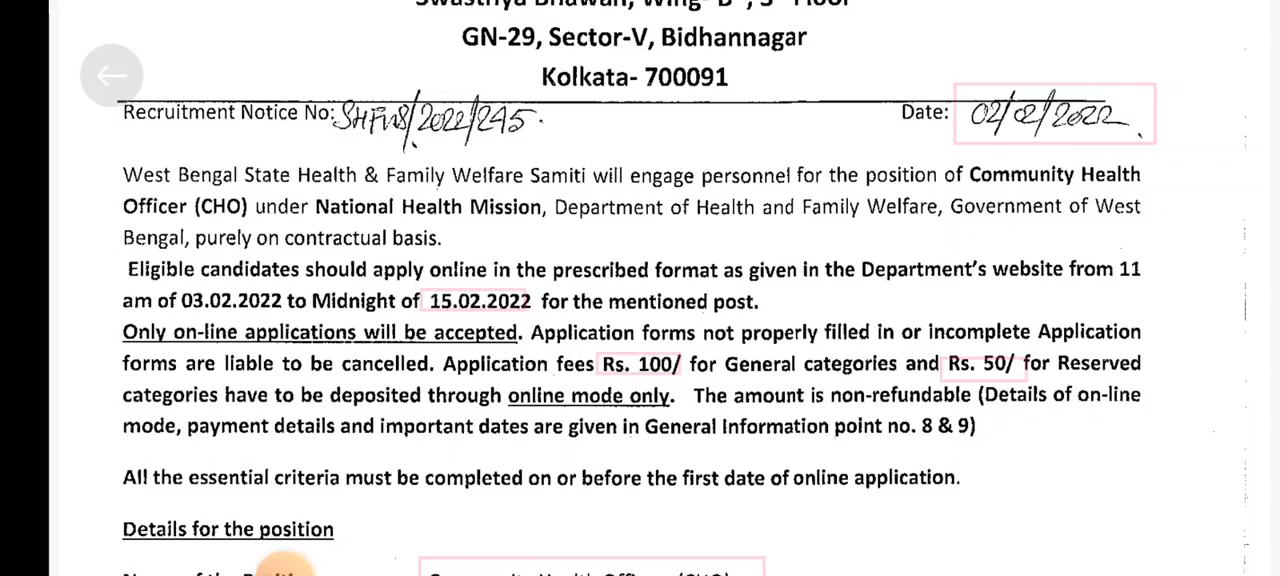 Swasthya Bhawan, Wing- B
GN-29, Sector-V, Bidhannagar
Kolkata- 700091
Recruitment Notice No: SHFWS/2022/245.
Date: 02/02/2022
West Bengal State Health & Family Welfare Samiti will engage personnel for the position of Community Health
Officer (CHO) under National Health Mission, Department of Health and Family Welfare, Government of West
Bengal, purely on contractual basis.
Eligible candidates should apply online in the prescribed format as given in the Department's website from 11
am of 03.02.2022 to Midnight of 15.02.2022 for the mentioned post.
Only on-line applications will be accepted. Application forms not properly filled in or incomplete Application
forms are liable to be cancelled. Application fees Rs. 100/ for General categories and Rs. 50/ for Reserved
categories have to be deposited through online mode only. The amount is non-refundable (Details of on-line
mode, payment details and important dates are given in General Information point no. 8 & 9)
All the essential criteria must be completed on or before the first date of online application.
Details for the position
Community Health Officer (CHO)